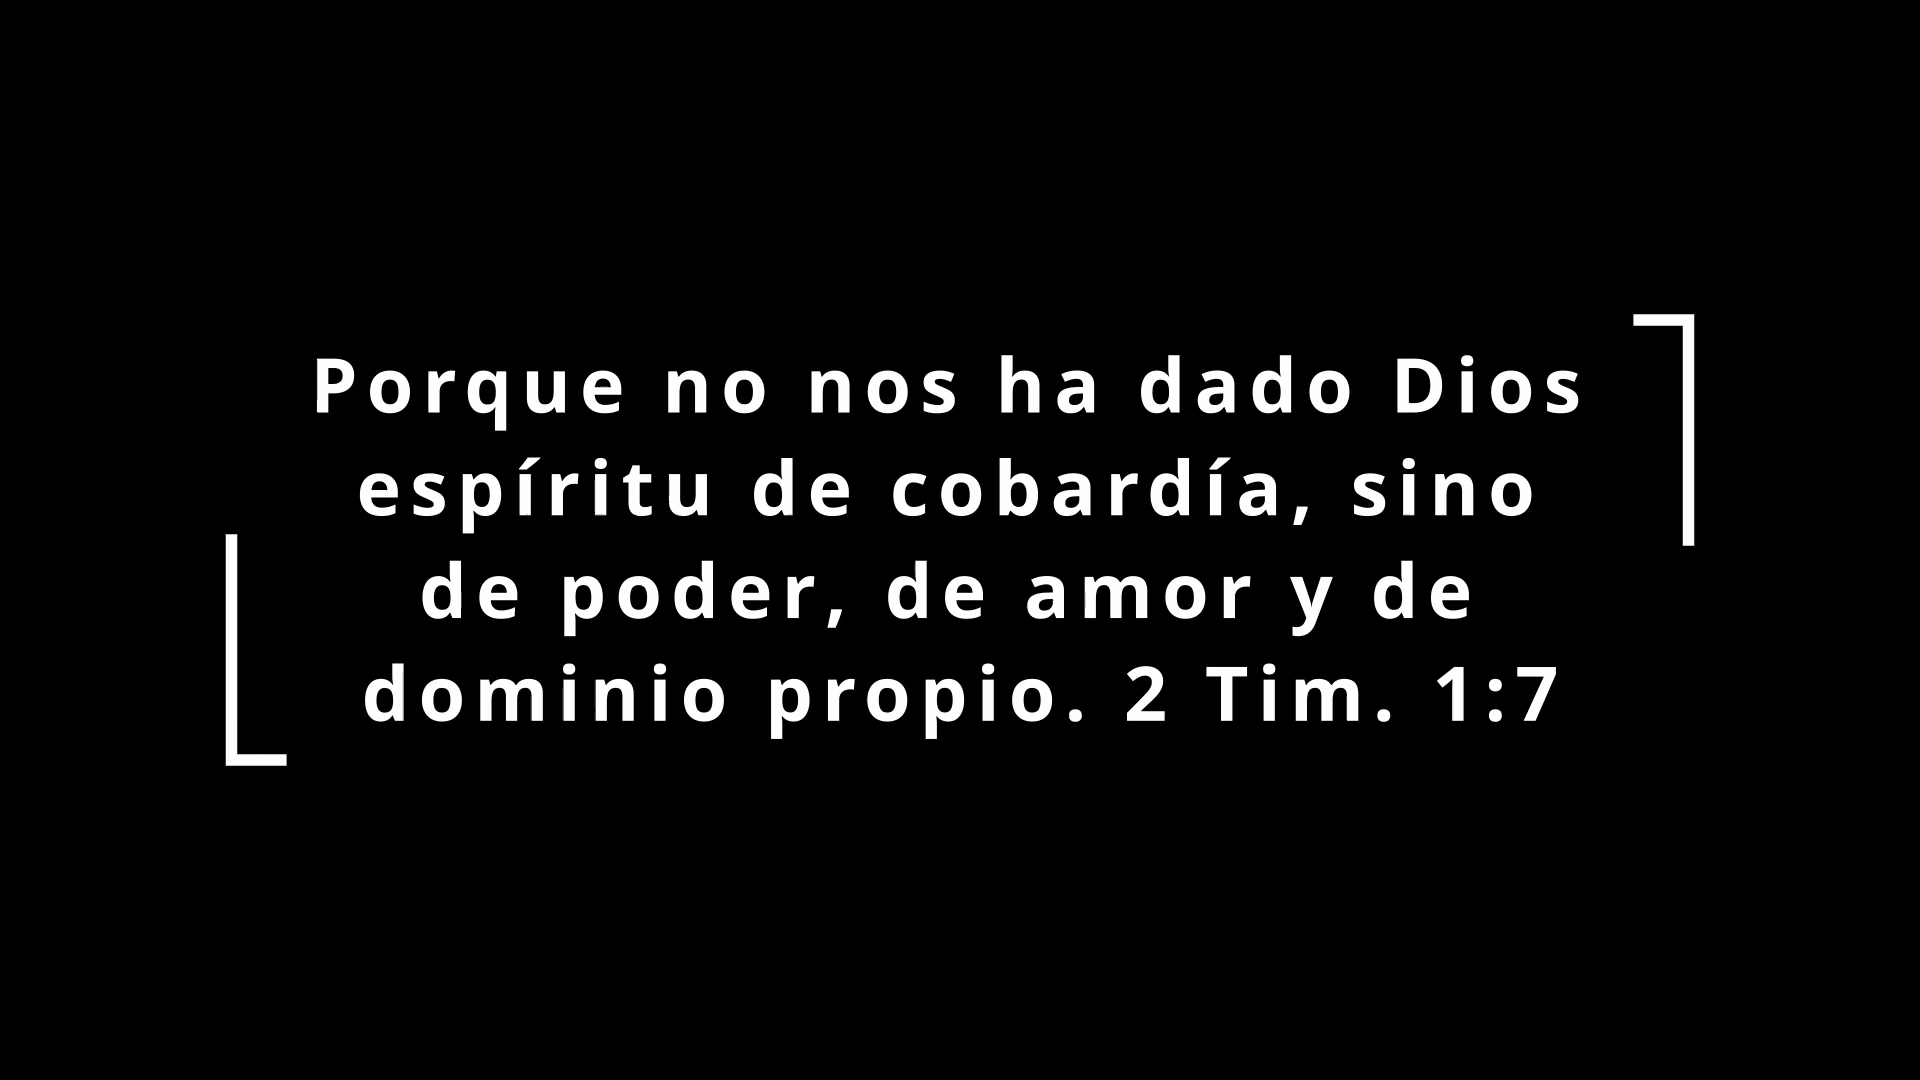 Porque no nos ha dado Dios
espíritu de cobardía, sino
de poder, de amor y de
dominio propio. 2 Tim. 1:7